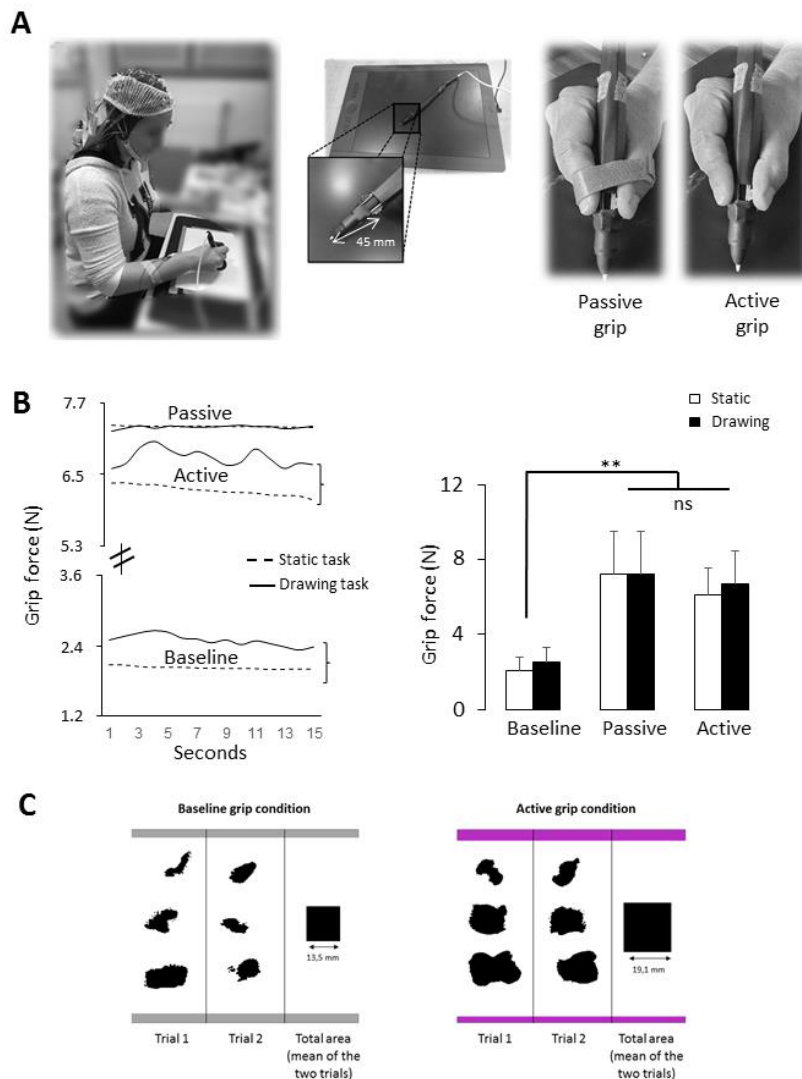 A
45 mm
Passive
grip
Active
grip
B
Grip force (N)
7.7
6.5
5.3
3.6
2.4
1.2
Passive
Active
Static task
Drawing task
Baseline
1 3 5 7 9 11 13 15
Seconds
Static
Drawing
**
ns
Grip force (N)
12
8
4
0
Baseline Passive Active
C
Baseline grip condition
13,5 mm
Trial 1 Trial 2 Total area
(mean of the
two trials)
Active grip condition
19,1 mm
Trial 1 Trial 2 Total area
(mean of the
two trials)